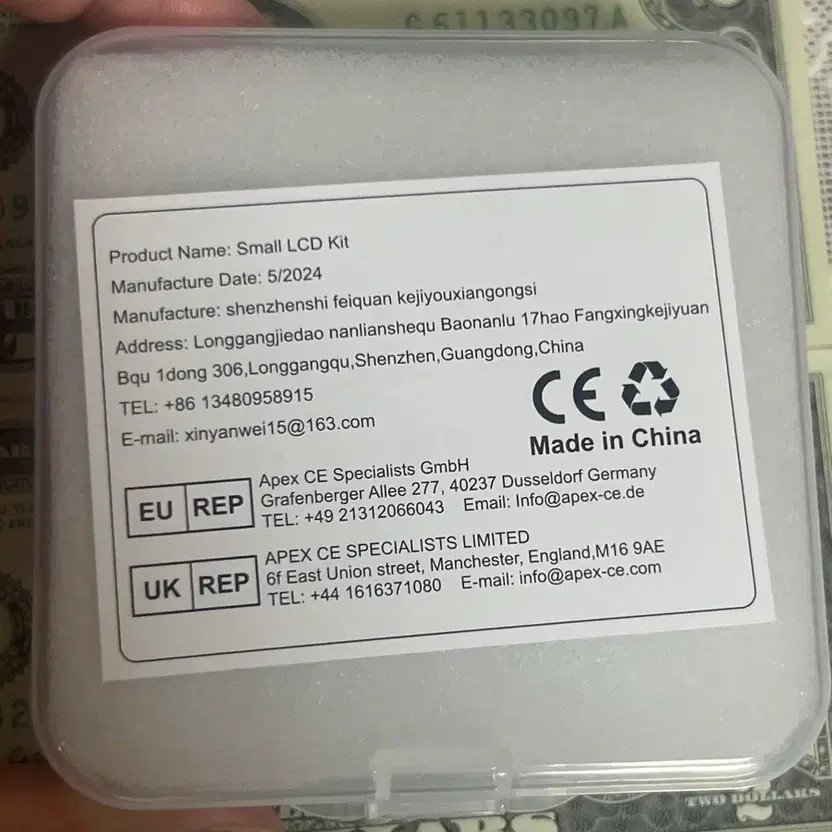 G 61133097A
Product Name: Small LCD Kit
Manufacture Date: 5/2024
Manufacture: shenzhenshi feiquan kejiyouxiangongsi
Address: Longgangjiedao nanlianshequ Baonanlu 17hao Fangxingkejiyuan
Bqu 1dong 306,Longgangqu,Shenzhen,Guangdong,China
TEL: +86 13480958915
E-mail: xinyanwei15@163.com
CE
Made in China
EU REP
Apex CE Specialists GmbH
Grafenberger Allee 277, 40237 Dusseldorf Germany
TEL: +49 21312066043 Email: Info@apex-ce.de
UK REP
APEX CE SPECIALISTS LIMITED
6f East Union street, Manchester, England,M16 9AE
TEL: +44 1616371080 E-mail: info@apex-ce.com
TWO DOLLARS